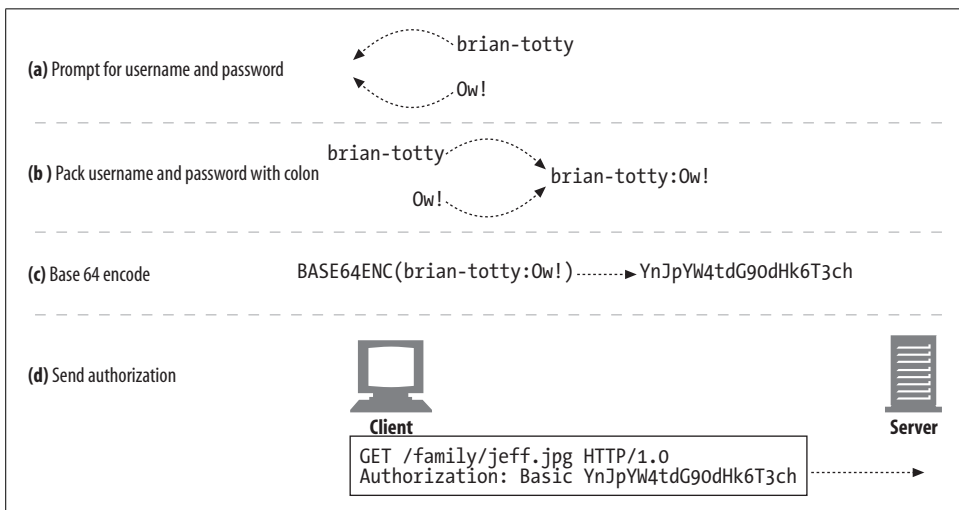 (a) Prompt for username and password
brian-totty
Ow!
(b ) Pack username and password with colon
brian-totty
Ow!
brian-totty:Ow!
(c) Base 64 encode
BASE64ENC(brian-totty:Ow!)
YnJpYW4tdG90dHk6T3ch
(d) Send authorization
Client
Server
GET /family/jeff.jpg HTTP/1.0
Authorization: Basic YnJpYW4tdG90dHk6T3ch